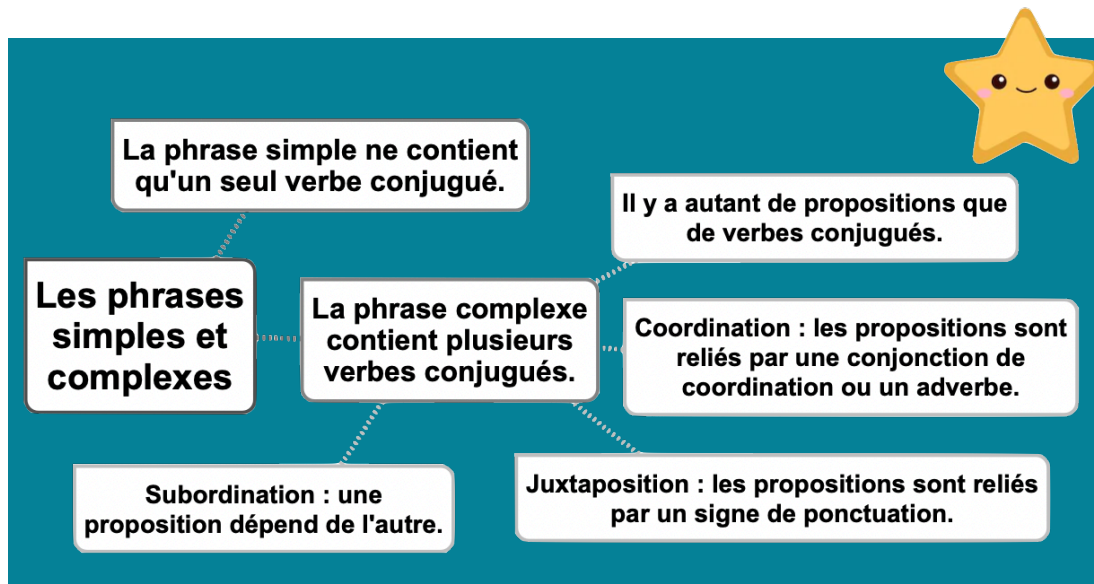 La phrase simple ne contient
qu'un seul verbe conjugué.
Il y a autant de propositions que
de verbes conjugués.
Les phrases
simples et
complexes
La phrase complexe
contient plusieurs
verbes conjugués.
Coordination : les propositions sont
reliés par une conjonction de
coordination ou un adverbe.
Subordination : une
proposition dépend de l'autre.
Juxtaposition : les propositions sont reliés
par un signe de ponctuation.